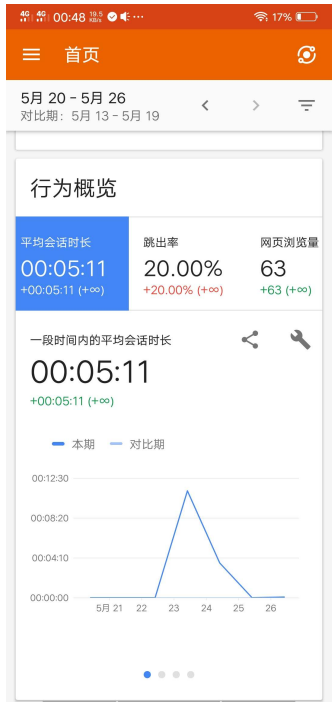 4G 4G 00:48 19.5 KB/s 17%
首页
5月 20 - 5月 26
对比期：5月 13 - 5月 19
行为概览
平均会话时长 跳出率 网页浏览量
00:05:11 20.00% 63
+00:05:11 (+∞) +20.00% (+∞) +63 (+∞)
一段时间内的平均会话时长
00:05:11
+00:05:11 (+∞)
本期 对比期
00:12:30
00:08:20
00:04:10
00:00:00
5月 21 22 23 24 25 26